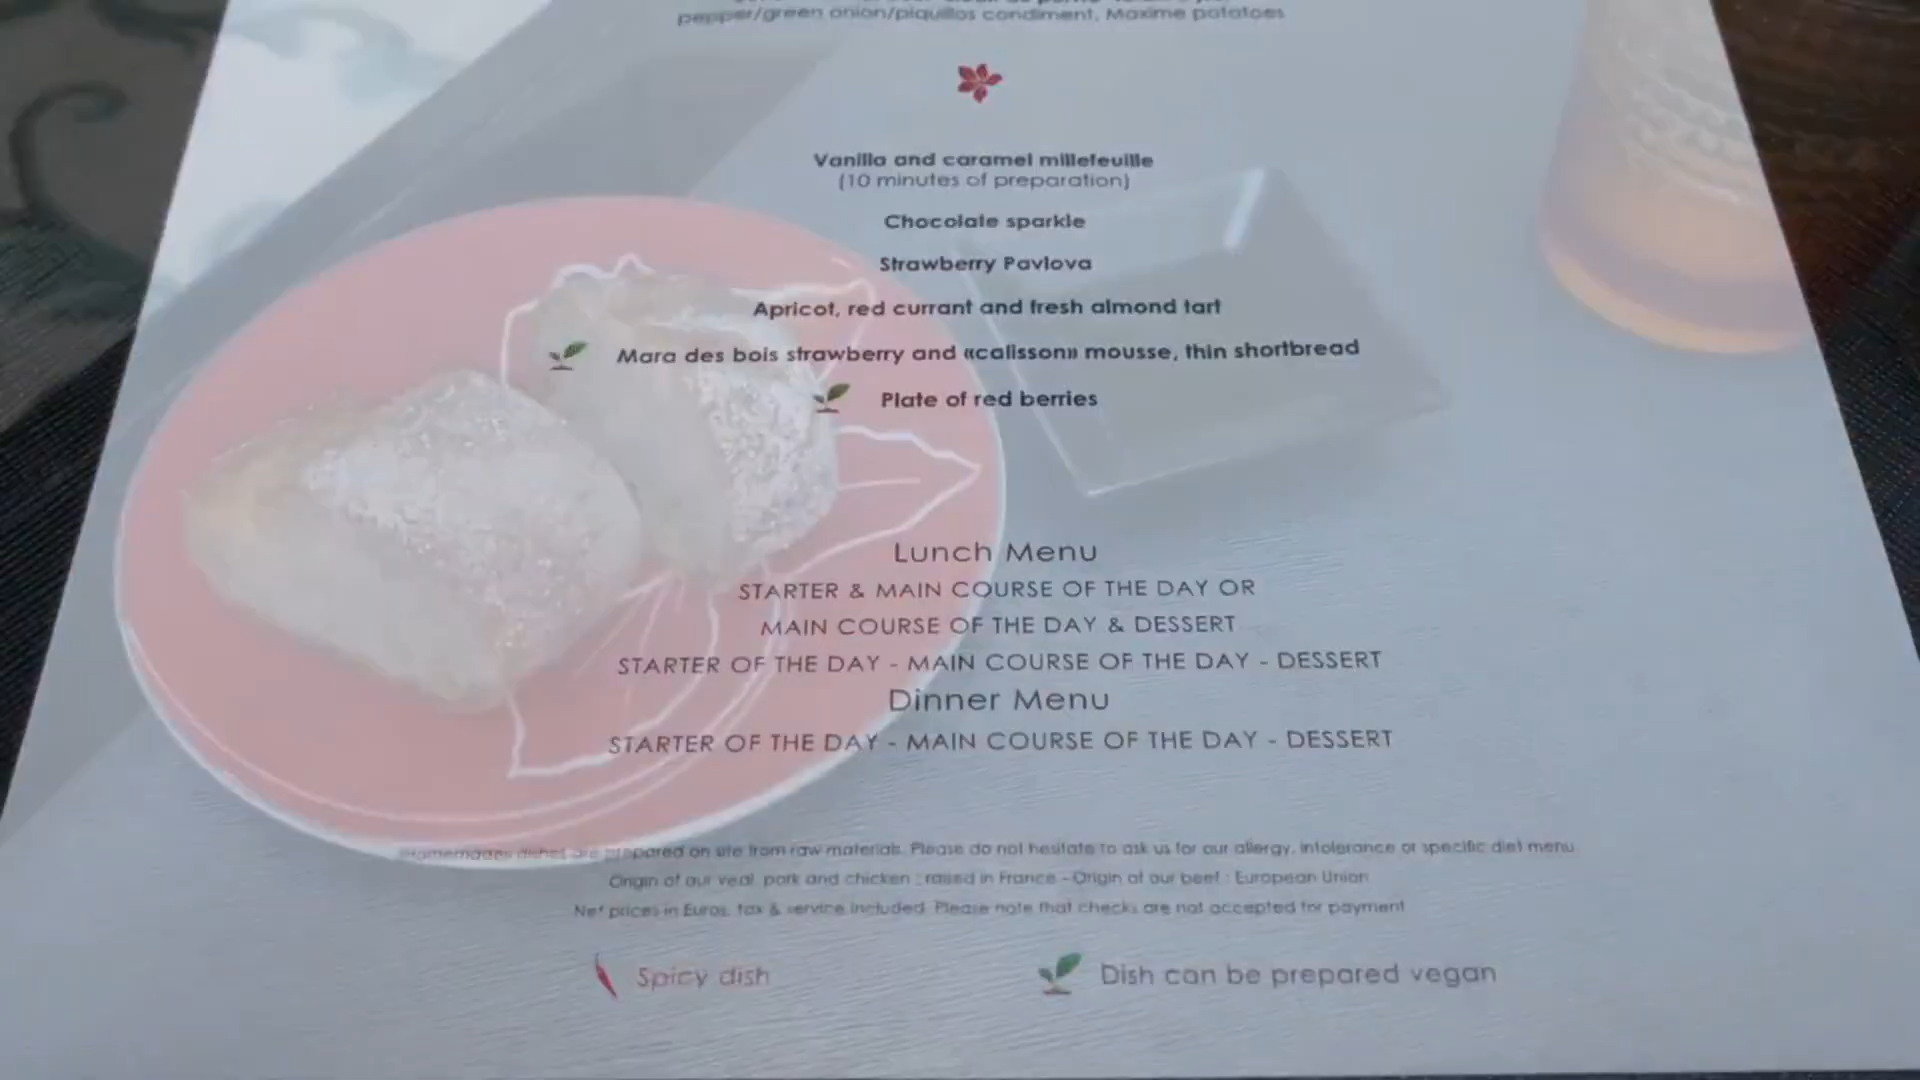 pepper/green onion/piquillos condiment, Maxime potatoes
Vanilla and caramel millefeuille
(10 minutes of preparation)
Chocolate sparkle
Strawberry Pavlova
Apricot, red currant and fresh almond tart
Mara des bois strawberry and «calisson» mousse, thin shortbread
Plate of red berries
Lunch Menu
STARTER & MAIN COURSE OF THE DAY OR
MAIN COURSE OF THE DAY & DESSERT
STARTER OF THE DAY - MAIN COURSE OF THE DAY - DESSERT
Dinner Menu
STARTER OF THE DAY - MAIN COURSE OF THE DAY - DESSERT
Homemades dishes are prepared on site from raw materials. Please do not hesitate to ask us for our allergy, intolerance or specific diet menu.
Origin of our veal, pork and chicken : raised in France - Origin of our beef : European Union
Net prices in Euros, tax & service included. Please note that checks are not accepted for payment
Spicy dish
Dish can be prepared vegan